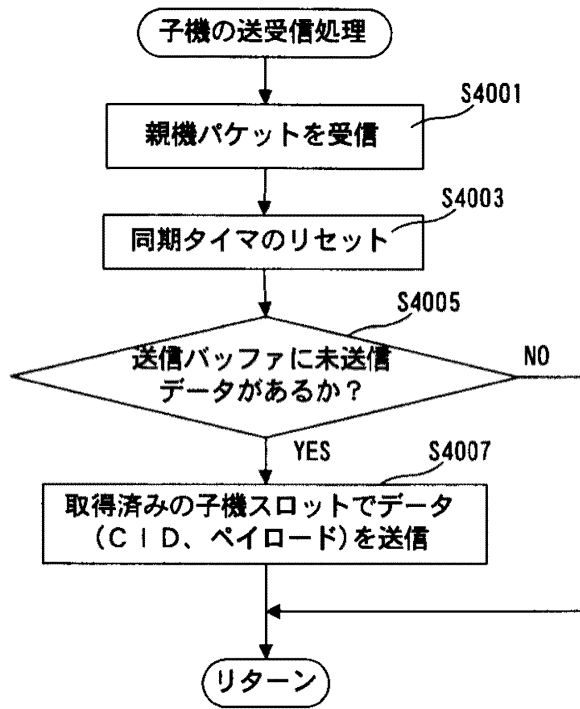 子機の送受信処理
S4001
親機パケットを受信
S4003
同期タイマのリセット
S4005
送信バッファに未送信
データがあるか？
NO
YES
S4007
取得済みの子機スロットでデータ
(ＣＩＤ、ペイロード)を送信
リターン